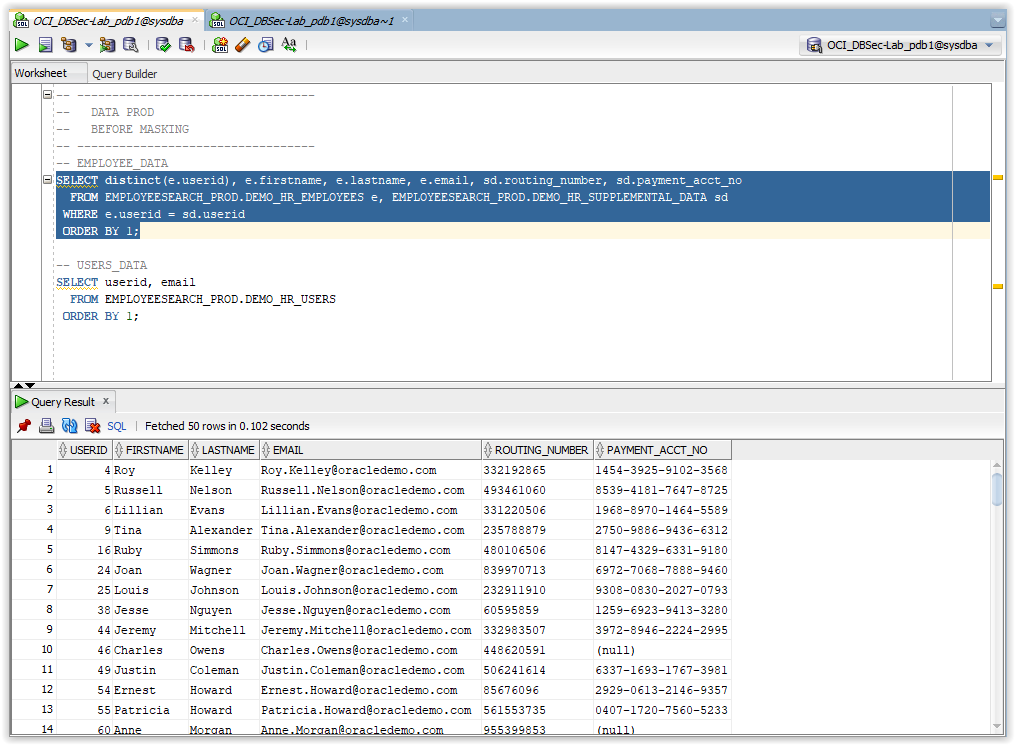 OCI_DBSec-Lab_pdb1@sysdba × OCI_DBSec-Lab_pdb1@sysdba~1 ×
OCI_DBSec-Lab_pdb1@sysdba
Worksheet Query Builder
-- ----------------------------------
--   DATA PROD
--   BEFORE MASKING
-- ----------------------------------
-- EMPLOYEE_DATA
SELECT distinct(e.userid), e.firstname, e.lastname, e.email, sd.routing_number, sd.payment_acct_no
FROM EMPLOYEESEARCH_PROD.DEMO_HR_EMPLOYEES e, EMPLOYEESEARCH_PROD.DEMO_HR_SUPPLEMENTAL_DATA sd
WHERE e.userid = sd.userid
ORDER BY 1;
-- USERS_DATA
SELECT userid, email
FROM EMPLOYEESEARCH_PROD.DEMO_HR_USERS
ORDER BY 1;
Query Result ×
SQL | Fetched 50 rows in 0.102 seconds
USERID FIRSTNAME LASTNAME EMAIL ROUTING_NUMBER PAYMENT_ACCT_NO
1 4 Roy Kelley Roy.Kelley@oracledemo.com 332192865 1454-3925-9102-3568
2 5 Russell Nelson Russell.Nelson@oracledemo.com 493461060 8539-4181-7647-8725
3 6 Lillian Evans Lillian.Evans@oracledemo.com 331220506 1968-8970-1464-5589
4 9 Tina Alexander Tina.Alexander@oracledemo.com 235788879 2750-9886-9436-6312
5 16 Ruby Simmons Ruby.Simmons@oracledemo.com 480106506 8147-4329-6331-9180
6 24 Joan Wagner Joan.Wagner@oracledemo.com 839970713 6972-7068-7888-9460
7 25 Louis Johnson Louis.Johnson@oracledemo.com 232911910 9308-0830-2027-0793
8 38 Jesse Nguyen Jesse.Nguyen@oracledemo.com 60595859 1259-6923-9413-3280
9 44 Jeremy Mitchell Jeremy.Mitchell@oracledemo.com 332983507 3972-8946-2224-2995
10 46 Charles Owens Charles.Owens@oracledemo.com 448620591 (null)
11 49 Justin Coleman Justin.Coleman@oracledemo.com 506241614 6337-1693-1767-3981
12 54 Ernest Howard Ernest.Howard@oracledemo.com 85676096 2929-0613-2146-9357
13 55 Patricia Howard Patricia.Howard@oracledemo.com 561553735 0407-1720-7560-5233
14 60 Anne Morgan Anne.Morgan@oracledemo.com 955399853 (null)